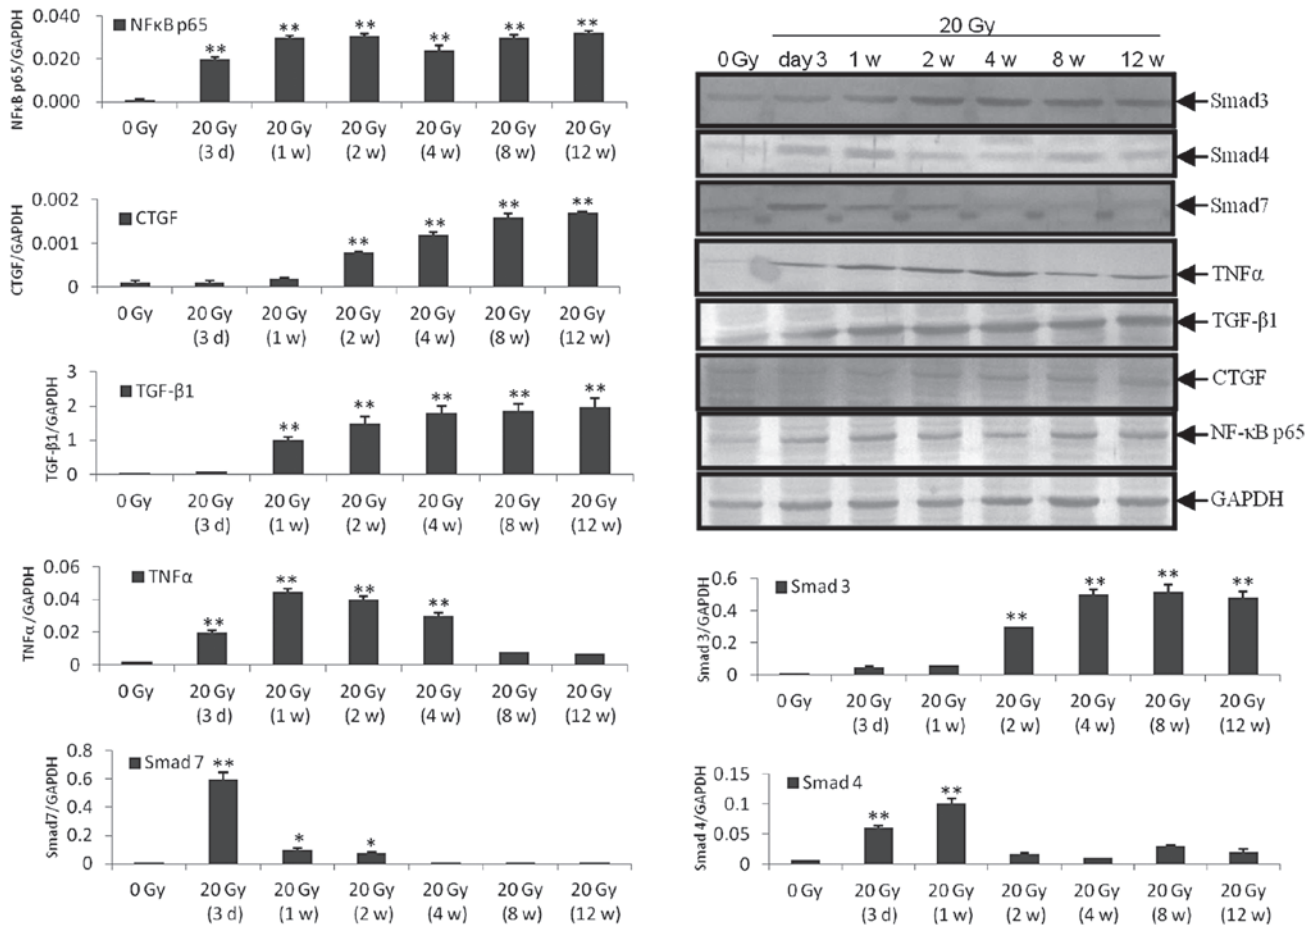 NFκB p65/GAPDH
0.040
0.020
0.000
NFκB p65
** ** ** ** ** **
0 Gy 20 Gy 20 Gy 20 Gy 20 Gy 20 Gy 20 Gy
(3 d) (1 w) (2 w) (4 w) (8 w) (12 w)
CTGF/GAPDH
0.002
0.001
0
CTGF
** ** ** **
0 Gy 20 Gy 20 Gy 20 Gy 20 Gy 20 Gy 20 Gy
(3 d) (1 w) (2 w) (4 w) (8 w) (12 w)
TGF-β1/GAPDH
3
2
1
0
TGF-β1
** ** ** ** **
0 Gy 20 Gy 20 Gy 20 Gy 20 Gy 20 Gy 20 Gy
(3 d) (1 w) (2 w) (4 w) (8 w) (12 w)
TNFα/GAPDH
0.06
0.04
0.02
0
TNFα
** ** ** **
0 Gy 20 Gy 20 Gy 20 Gy 20 Gy 20 Gy 20 Gy
(3 d) (1 w) (2 w) (4 w) (8 w) (12 w)
Smad7/GAPDH
0.8
0.6
0.4
0.2
0
Smad 7
** * *
0 Gy 20 Gy 20 Gy 20 Gy 20 Gy 20 Gy 20 Gy
(3 d) (1 w) (2 w) (4 w) (8 w) (12 w)
20 Gy
0 Gy day 3 1 w 2 w 4 w 8 w 12 w
Smad3
Smad4
Smad7
TNFα
TGF-β1
CTGF
NF-κB p65
GAPDH
Smad 3/GAPDH
0.6
0.4
0.2
0
Smad 3
** ** ** **
0 Gy 20 Gy 20 Gy 20 Gy 20 Gy 20 Gy 20 Gy
(3 d) (1 w) (2 w) (4 w) (8 w) (12 w)
Smad 4/GAPDH
0.15
0.1
0.05
0
Smad 4
** **
0 Gy 20 Gy 20 Gy 20 Gy 20 Gy 20 Gy 20 Gy
(3 d) (1 w) (2 w) (4 w) (8 w) (12 w)